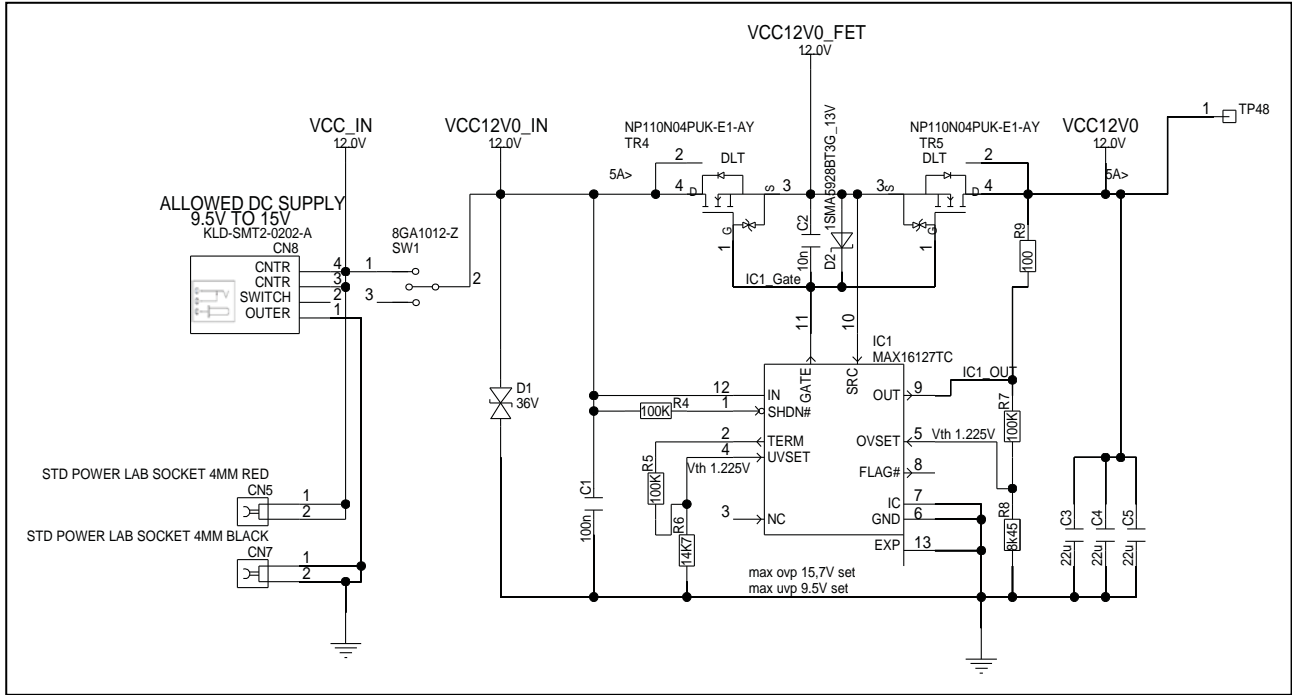 VCC12V0_FET
12.0V
VCC_IN
12.0V
VCC12V0_IN
12.0V
NP110N04PUK-E1-AY
TR4
DLT
2
5A>
4
D
S
3
G
1
C2
10n
D2
1SMA5928BT3G_13V
NP110N04PUK-E1-AY
TR5
DLT
2
3
S
D
4
G
1
VCC12V0
12.0V
5A>
1
TP48
ALLOWED DC SUPPLY
9.5V TO 15V
KLD-SMT2-0202-A
CN8
CNTR 4
CNTR 3
SWITCH 2
OUTER 1
8GA1012-Z
SW1
1
2
3
R9
100
IC1_Gate
11
10
IC1
MAX16127TC
GATE
SRC
IC1_OUT
D1
36V
12 IN
1 SHDN#
R4
100K
2 TERM
4 UVSET
Vth 1.225V
3 NC
OUT 9
OVSET 5
Vth 1.225V
FLAG# 8
IC 7
GND 6
EXP 13
R7
100K
R8
8k45
R5
100K
R6
14K7
C1
100n
C3
22u
C4
22u
C5
22u
STD POWER LAB SOCKET 4MM RED
CN5
1
2
STD POWER LAB SOCKET 4MM BLACK
CN7
1
2
max ovp 15,7V set
max uvp 9.5V set